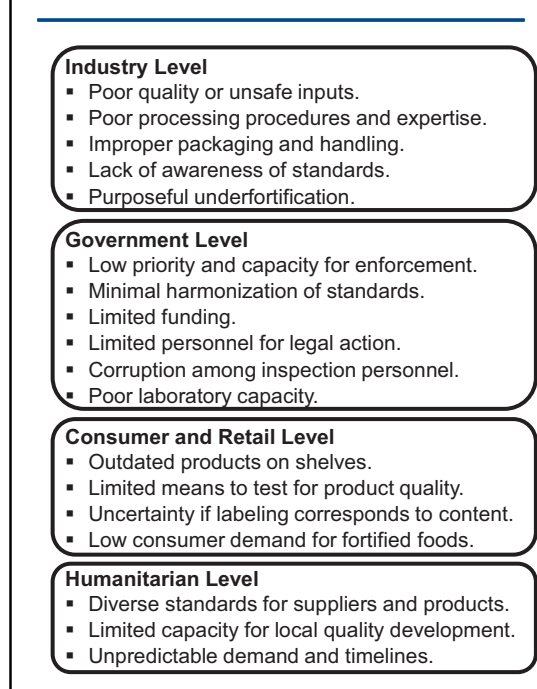 Industry Level
▪ Poor quality or unsafe inputs.
▪ Poor processing procedures and expertise.
▪ Improper packaging and handling.
▪ Lack of awareness of standards.
▪ Purposeful underfortification.
Government Level
▪ Low priority and capacity for enforcement.
▪ Minimal harmonization of standards.
▪ Limited funding.
▪ Limited personnel for legal action.
▪ Corruption among inspection personnel.
▪ Poor laboratory capacity.
Consumer and Retail Level
▪ Outdated products on shelves.
▪ Limited means to test for product quality.
▪ Uncertainty if labeling corresponds to content.
▪ Low consumer demand for fortified foods.
Humanitarian Level
▪ Diverse standards for suppliers and products.
▪ Limited capacity for local quality development.
▪ Unpredictable demand and timelines.